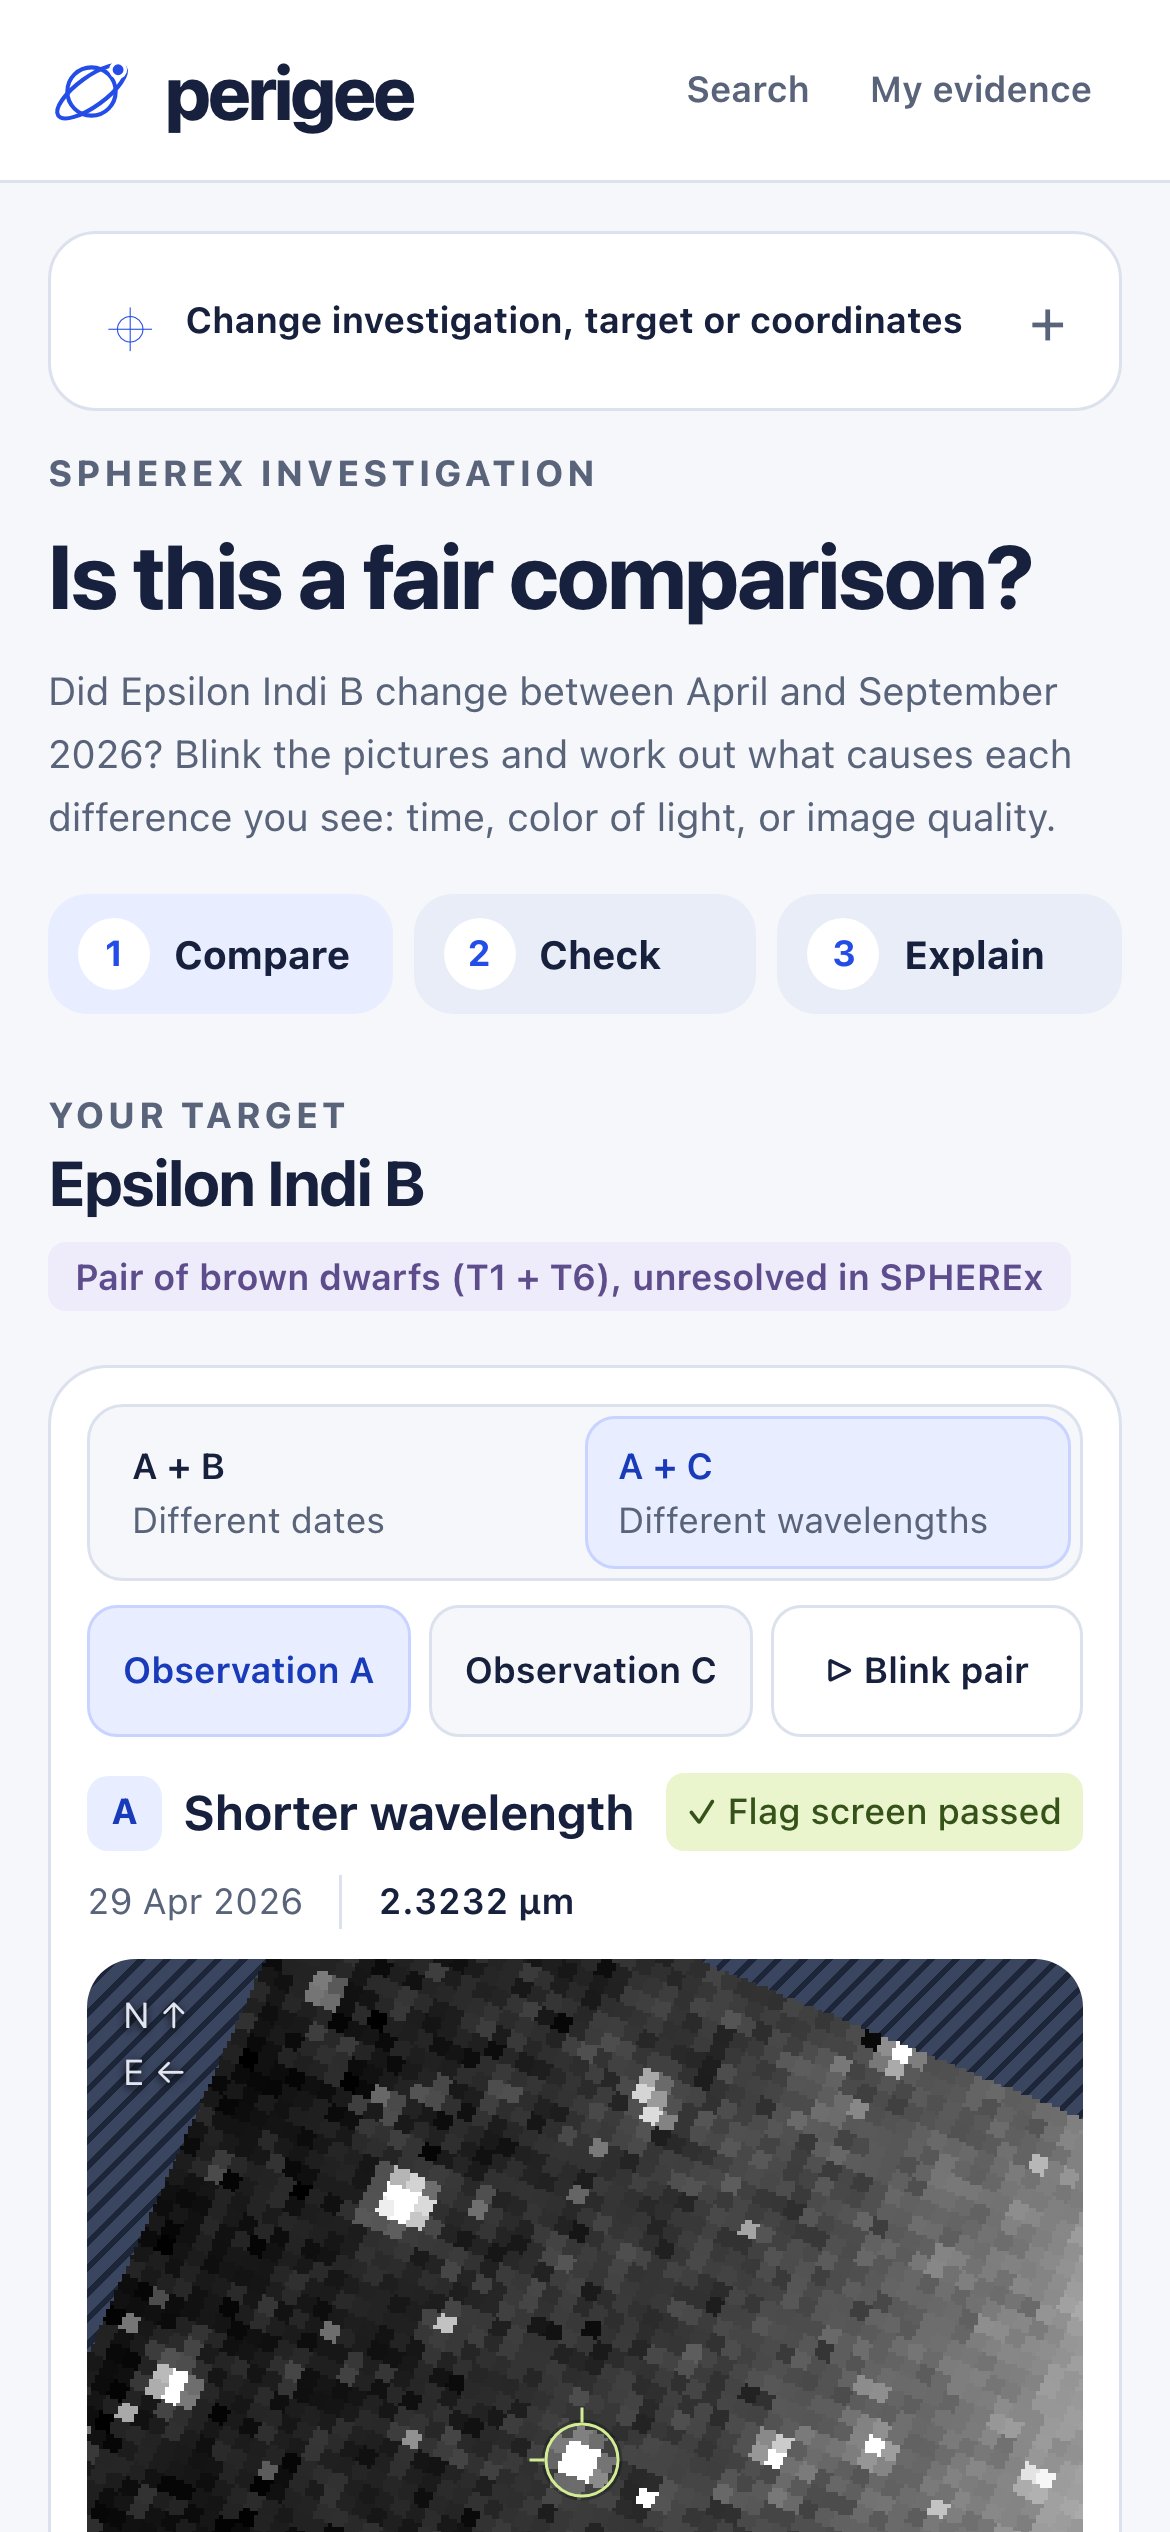 perigee
Search
My evidence
Change investigation, target or coordinates
+
SPHEREX INVESTIGATION
Is this a fair comparison?
Did Epsilon Indi B change between April and September
2026? Blink the pictures and work out what causes each
difference you see: time, color of light, or image quality.
1 Compare
2 Check
3 Explain
YOUR TARGET
Epsilon Indi B
Pair of brown dwarfs (T1 + T6), unresolved in SPHEREx
A + B
Different dates
A + C
Different wavelengths
Observation A
Observation C
▷ Blink pair
A Shorter wavelength
✓ Flag screen passed
29 Apr 2026
2.3232 µm
N ↑
E ←